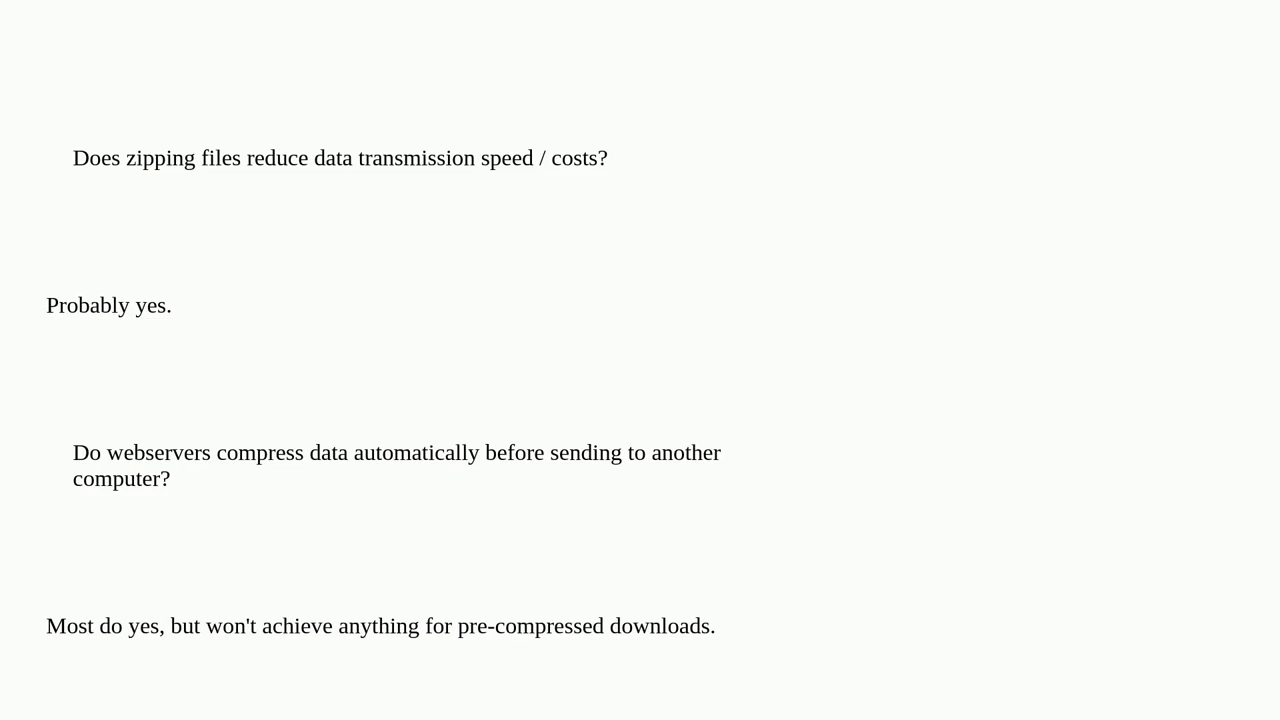 Does zipping files reduce data transmission speed / costs?
Probably yes.
Do webservers compress data automatically before sending to another
computer?
Most do yes, but won't achieve anything for pre-compressed downloads.